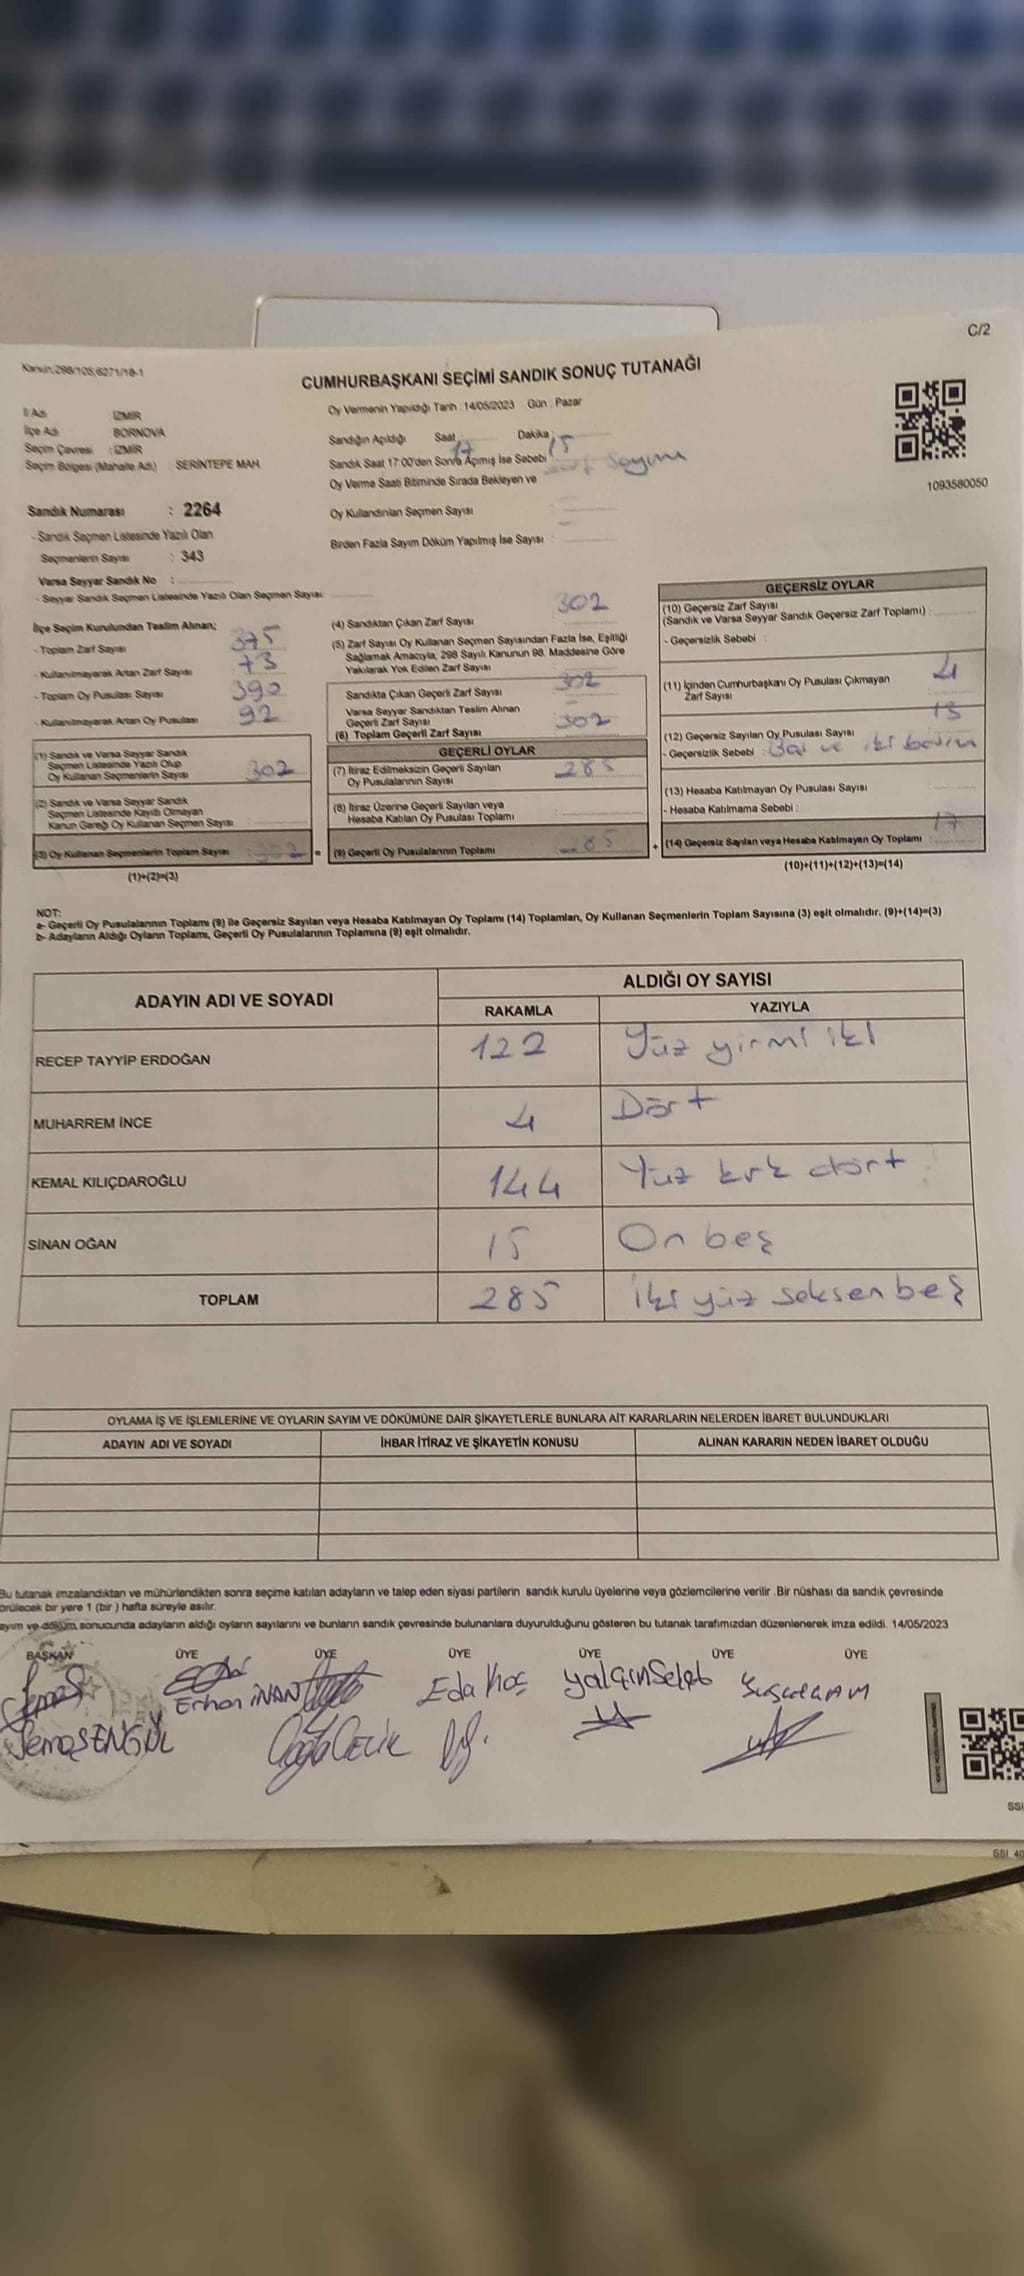 C/2
Kanun:298/105;6271/18-1
CUMHURBAŞKANI SEÇİMİ SANDIK SONUÇ TUTANAĞI
İl Adı : İZMİR
İlçe Adı : BORNOVA
Seçim Çevresi : İZMİR
Seçim Bölgesi (Mahalle Adı) : SERİNTEPE MAH.
Sandık Numarası : 2264
- Sandık Seçmen Listesinde Yazılı Olan
Seçmenlerin Sayısı : 343
Varsa Seyyar Sandık No :
- Seyyar Sandık Seçmen Listesinde Yazılı Olan Seçmen Sayısı
Oy Vermenin Yapıldığı Tarih : 14/05/2023 Gün : Pazar
Sandığın Açıldığı Saat 17 Dakika 15
Sandık Saat 17:00'den Sonra Açımış İse Sebebi : zarf sayım
Oy Verme Saati Bitiminde Sırada Bekleyen ve
Oy Kullandırılan Seçmen Sayısı :
Birden Fazla Sayım Döküm Yapılmış İse Sayısı :
1093580050
İlçe Seçim Kurulundan Teslim Alınan;
- Toplam Zarf Sayısı 375
- Kullanılmayarak Artan Zarf Sayısı 73
- Toplam Oy Pusulası Sayısı 390
- Kullanılmayarak Artan Oy Pusulası 92
(1) Sandık ve Varsa Seyyar Sandık
Seçmen Listesinde Yazılı Olup
Oy Kullanan Seçmenlerin Sayısı 302
(2) Sandık ve Varsa Seyyar Sandık
Seçmen Listesinde Kayıtlı Olmayan
Kanun Gereği Oy Kullanan Seçmen Sayısı
(3) Oy Kullanan Seçmenlerin Toplam Sayısı : 302 =
(1)+(2)=(3)
(4) Sandıktan Çıkan Zarf Sayısı 302
(5) Zarf Sayısı Oy Kullanan Seçmen Sayısından Fazla İse, Eşitliği
Sağlamak Amacıyla, 298 Sayılı Kanunun 98. Maddesine Göre
Yakılarak Yok Edilen Zarf Sayısı
Sandıkta Çıkan Geçerli Zarf Sayısı 302
Varsa Seyyar Sandıktan Teslim Alınan
Geçerli Zarf Sayısı
(6) Toplam Geçerli Zarf Sayısı 302
GEÇERLİ OYLAR
(7) İtiraz Edilmeksizin Geçerli Sayılan
Oy Pusulalarının Sayısı 285
(8) İtiraz Üzerine Geçerli Sayılan veya
Hesaba Katılan Oy Pusulası Toplamı
(9) Geçerli Oy Pusulalarının Toplamı 285 +
GEÇERSİZ OYLAR
(10) Geçersiz Zarf Sayısı
(Sandık ve Varsa Seyyar Sandık Geçersiz Zarf Toplamı) :
- Geçersizlik Sebebi :
(11) İçinden Cumhurbaşkanı Oy Pusulası Çıkmayan
Zarf Sayısı 4
(12) Geçersiz Sayılan Oy Pusulası Sayısı 13
- Geçersizlik Sebebi : ve iki
(13) Hesaba Katılmayan Oy Pusulası Sayısı :
- Hesaba Katılmama Sebebi :
(14) Geçersiz Sayılan veya Hesaba Katılmayan Oy Toplamı : 17
(10)+(11)+(12)+(13)=(14)
NOT:
a- Geçerli Oy Pusulalarının Toplamı (9) ile Geçersiz Sayılan veya Hesaba Katılmayan Oy Toplamı (14) Toplamları, Oy Kullanan Seçmenlerin Toplam Sayısına (3) eşit olmalıdır. (9)+(14)=(3)
b- Adayların Aldığı Oyların Toplamı, Geçerli Oy Pusulalarının Toplamına (9) eşit olmalıdır.
ADAYIN ADI VE SOYADI ALDIĞI OY SAYISI
RAKAMLA YAZIYLA
RECEP TAYYİP ERDOĞAN 122 Yüz yirmi iki
MUHARREM İNCE 4 Dört
KEMAL KILIÇDAROĞLU 144 Yüz kırk dört
SİNAN OĞAN 15 On beş
TOPLAM 285 iki yüz seksen beş
OYLAMA İŞ VE İŞLEMLERİNE VE OYLARIN SAYIM VE DÖKÜMÜNE DAİR ŞİKAYETLERLE BUNLARA AİT KARARLARIN NELERDEN İBARET BULUNDUKLARI
ADAYIN ADI VE SOYADI İHBAR İTİRAZ VE ŞİKAYETİN KONUSU ALINAN KARARIN NEDEN İBARET OLDUĞU
Bu tutanak imzalandıktan ve mühürlendikten sonra seçime katılan adayların ve talep eden siyasi partilerin sandık kurulu üyelerine veya gözlemcilerine verilir. Bir nüshası da sandık çevresinde
örülecek bir yere 1 (bir ) hafta süreyle asılır.
ayım ve döküm sonucunda adayların aldığı oyların sayılarını ve bunların sandık çevresinde bulunanlara duyurulduğunu gösteren bu tutanak tarafımızdan düzenlenerek imza edildi. 14/05/2023
BAŞKAN ÜYE ÜYE ÜYE ÜYE ÜYE ÜYE
Erhan İNAN Eda Koç Yalçın
ŞENGÜL
SSI
SSI 40